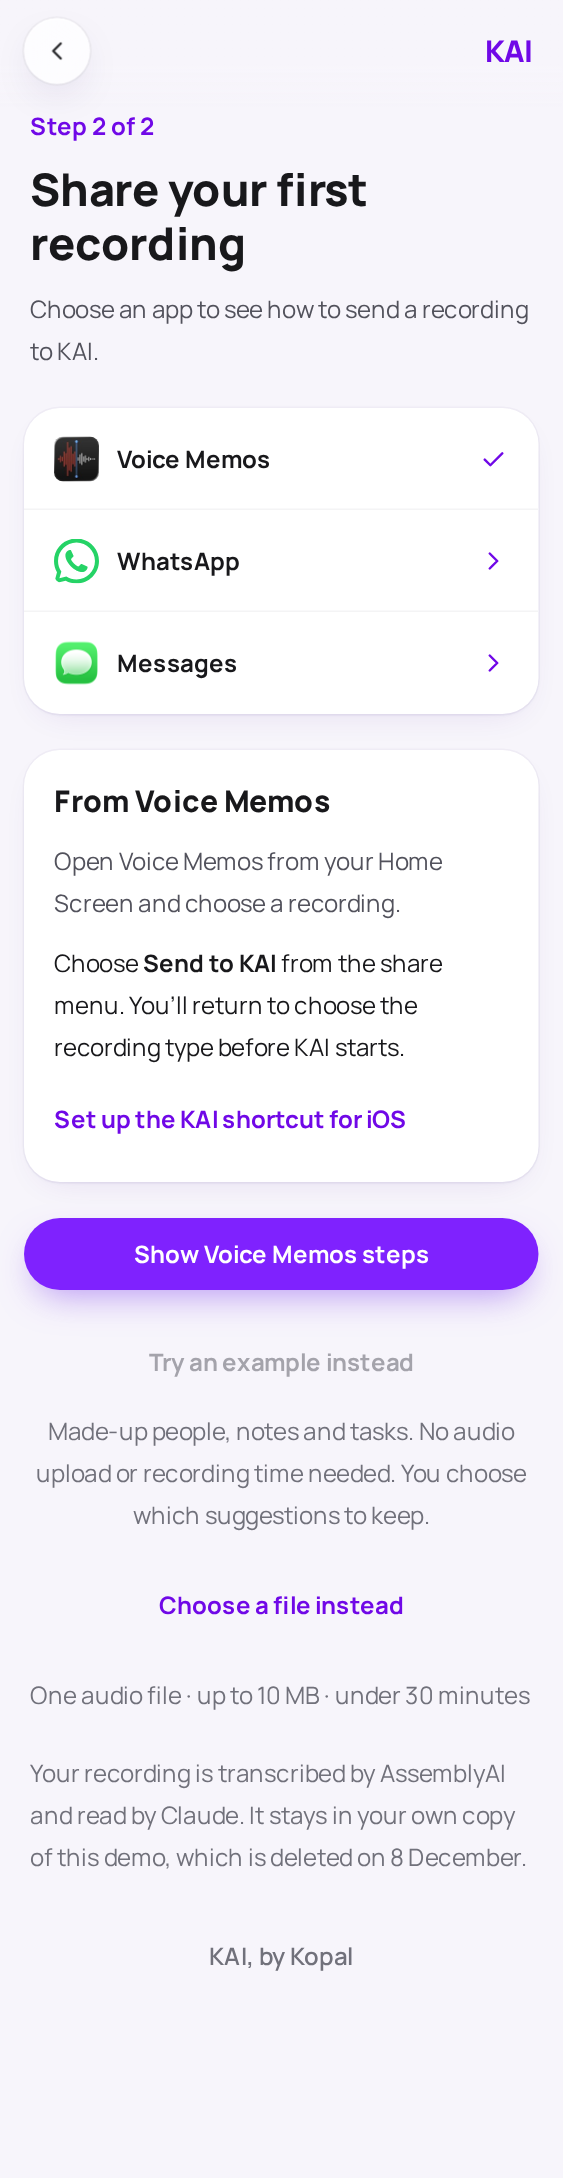 KAI
Step 2 of 2
Share your first
recording
Choose an app to see how to send a recording
to KAI.
Voice Memos
WhatsApp
Messages
From Voice Memos
Open Voice Memos from your Home
Screen and choose a recording.
Choose Send to KAI from the share
menu. You’ll return to choose the
recording type before KAI starts.
Set up the KAI shortcut for iOS
Show Voice Memos steps
Try an example instead
Made-up people, notes and tasks. No audio
upload or recording time needed. You choose
which suggestions to keep.
Choose a file instead
One audio file · up to 10 MB · under 30 minutes
Your recording is transcribed by AssemblyAI
and read by Claude. It stays in your own copy
of this demo, which is deleted on 8 December.
KAI, by Kopal